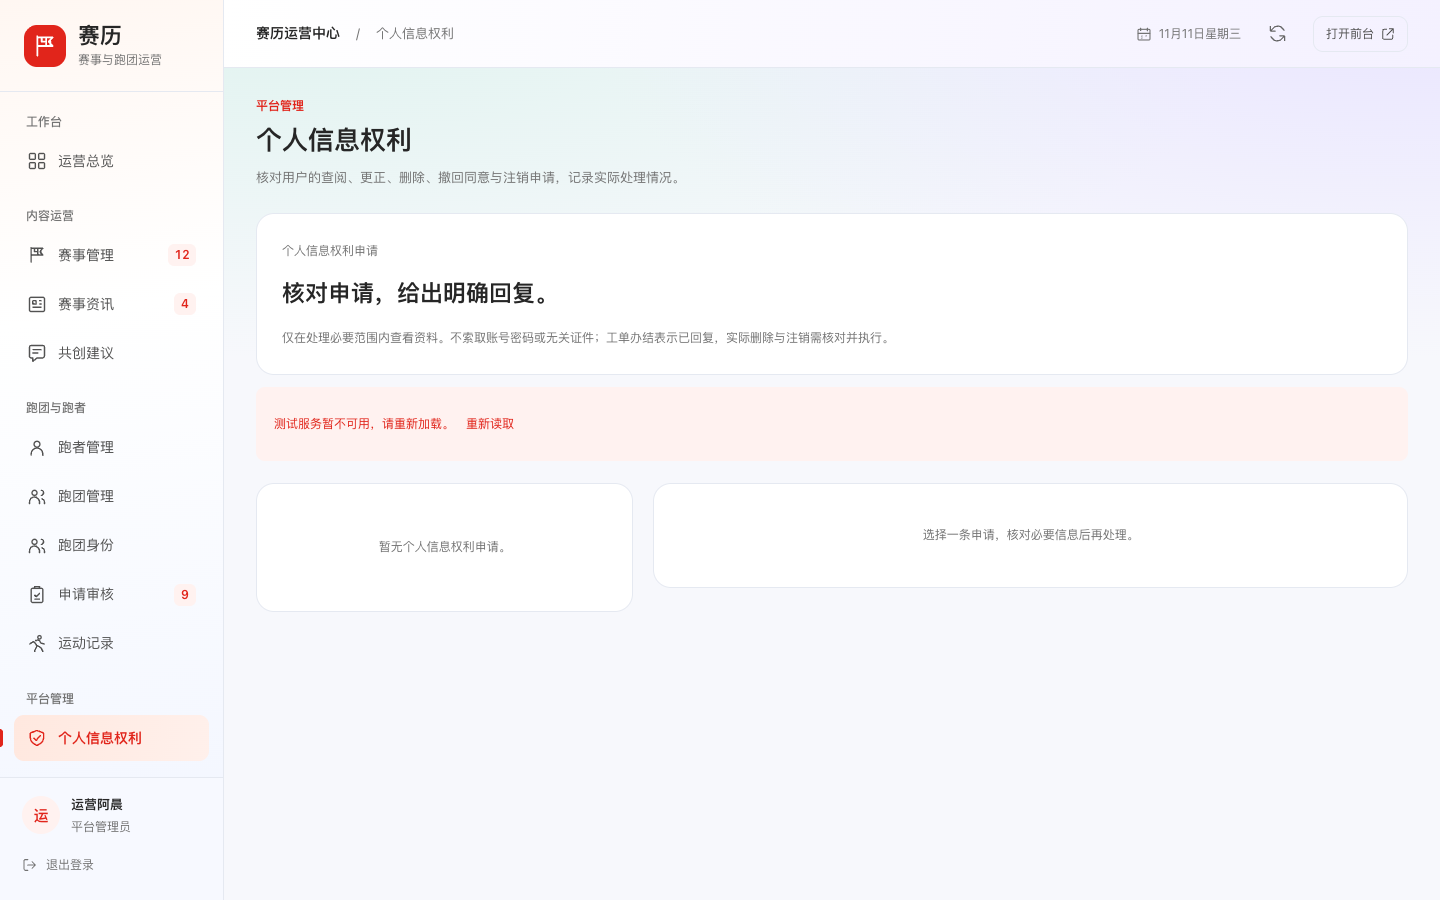 赛历
赛事与跑团运营
工作台
运营总览
内容运营
赛事管理 12
赛事资讯 4
共创建议
跑团与跑者
跑者管理
跑团管理
跑团身份
申请审核 9
运动记录
平台管理
个人信息权利
运 运营阿晨
平台管理员
退出登录
赛历运营中心 / 个人信息权利 11月11日星期三 打开前台
平台管理
个人信息权利
核对用户的查阅、更正、删除、撤回同意与注销申请，记录实际处理情况。
个人信息权利申请
核对申请，给出明确回复。
仅在处理必要范围内查看资料。不索取账号密码或无关证件；工单办结表示已回复，实际删除与注销需核对并执行。
测试服务暂不可用，请重新加载。 重新读取
暂无个人信息权利申请。
选择一条申请，核对必要信息后再处理。